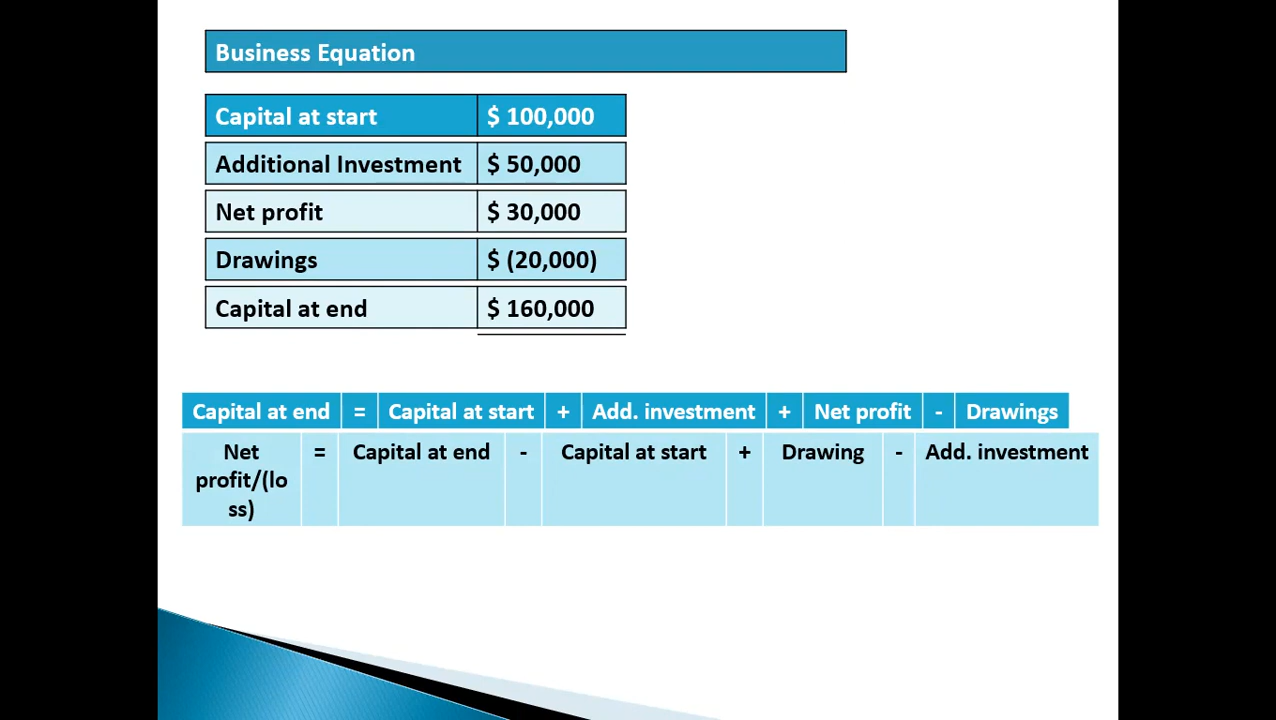 Business Equation
Capital at start $ 100,000
Additional Investment $ 50,000
Net profit $ 30,000
Drawings $ (20,000)
Capital at end $ 160,000
Capital at end = Capital at start + Add. investment + Net profit - Drawings
Net = Capital at end - Capital at start + Drawing - Add. investment
profit/(lo
ss)